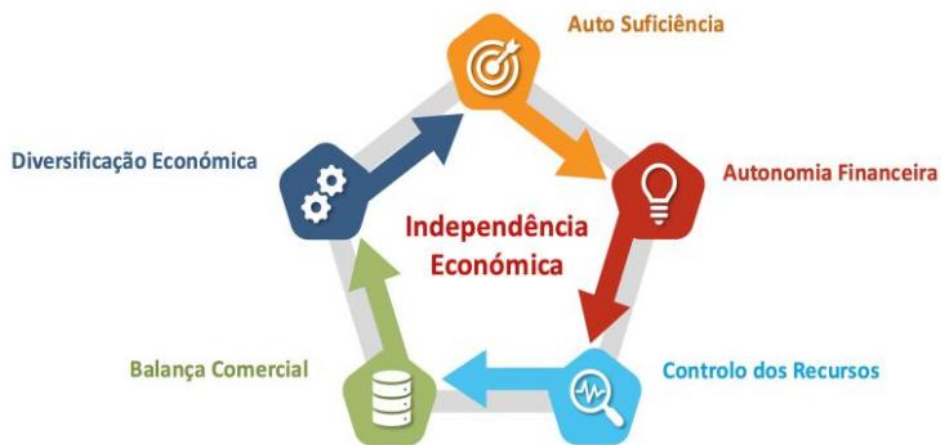 Auto Suficiência
Diversificação Económica
Autonomia Financeira
Independência
Económica
Balança Comercial
Controlo dos Recursos